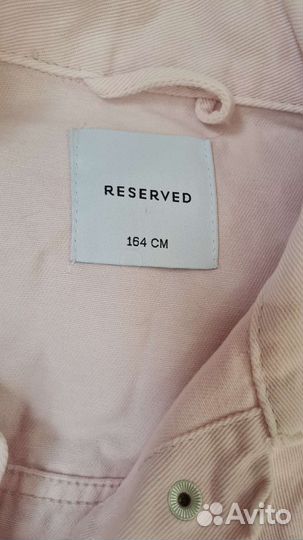 RESERVED
164 CM
Avito